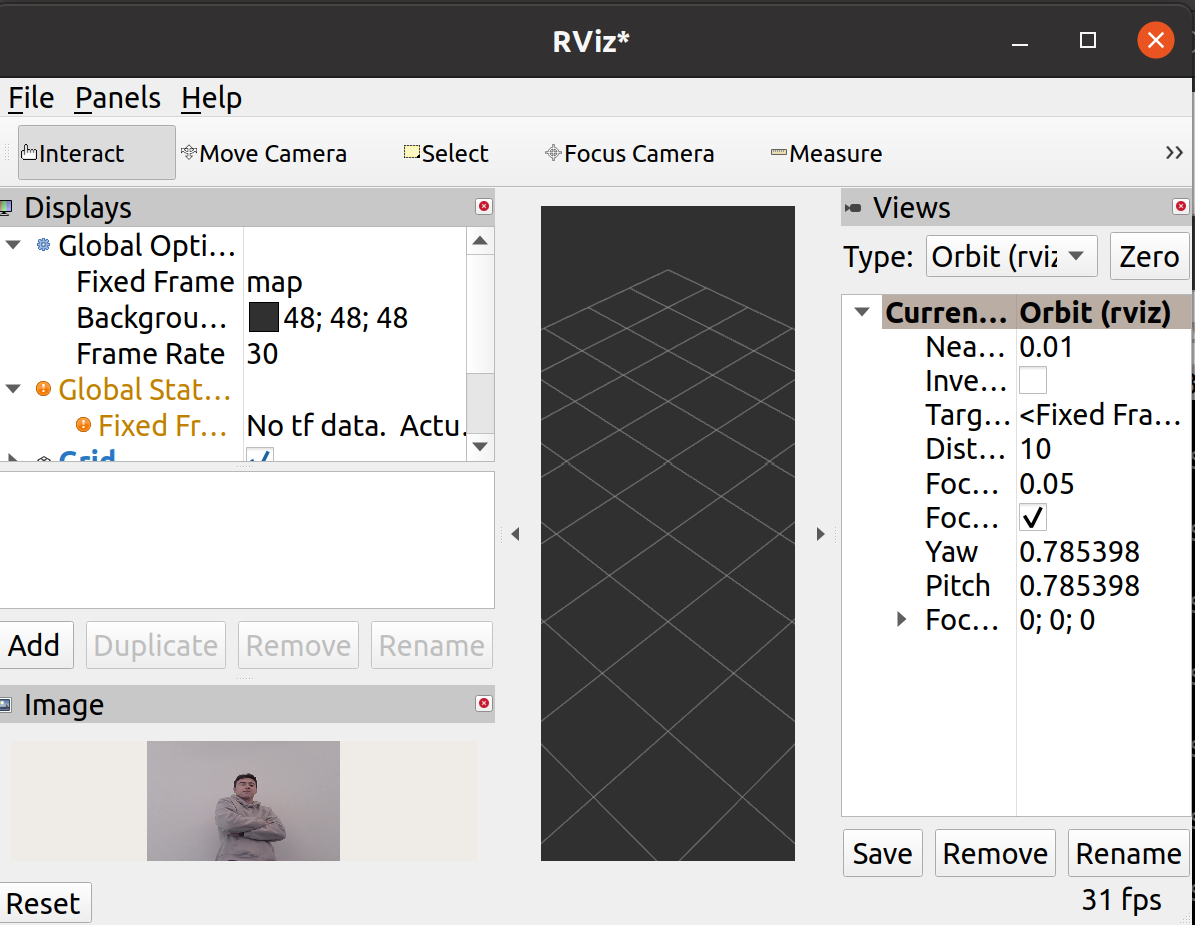 RViz*
File Panels Help
Interact Move Camera Select Focus Camera Measure
Displays
Global Opti...
Fixed Frame map
Backgrou... 48; 48; 48
Frame Rate 30
Global Stat...
Fixed Fr... No tf data. Actu.
Grid
Add Duplicate Remove Rename
Image
Reset
Views
Type: Orbit (rviz Zero
Curren... Orbit (rviz)
Nea... 0.01
Inve...
Targ... <Fixed Fra...
Dist... 10
Foc... 0.05
Foc...
Yaw 0.785398
Pitch 0.785398
Foc... 0; 0; 0
Save Remove Rename
31 fps